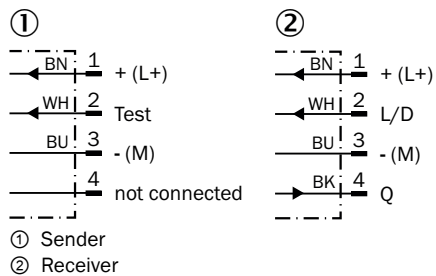 ①
BN 1 + (L+)
WH 2 Test
BU 3 - (M)
4 not connected
②
BN 1 + (L+)
WH 2 L/D
BU 3 - (M)
BK 4 Q
① Sender
② Receiver